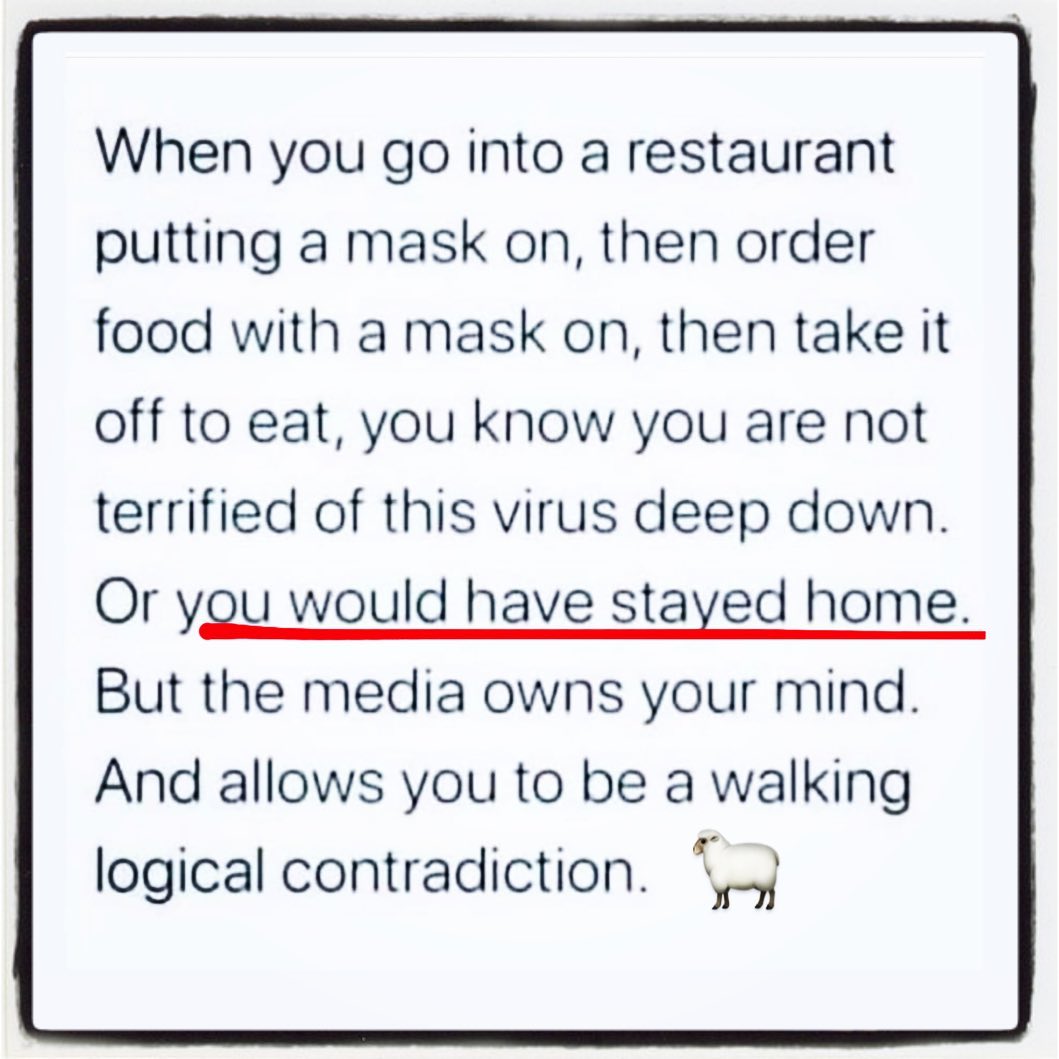 When you go into a restaurant
putting a mask on, then order
food with a mask on, then take it
off to eat, you know you are not
terrified of this virus deep down.
Or you would have stayed home.
But the media owns your mind.
And allows you to be a walking
logical contradiction. 🐑